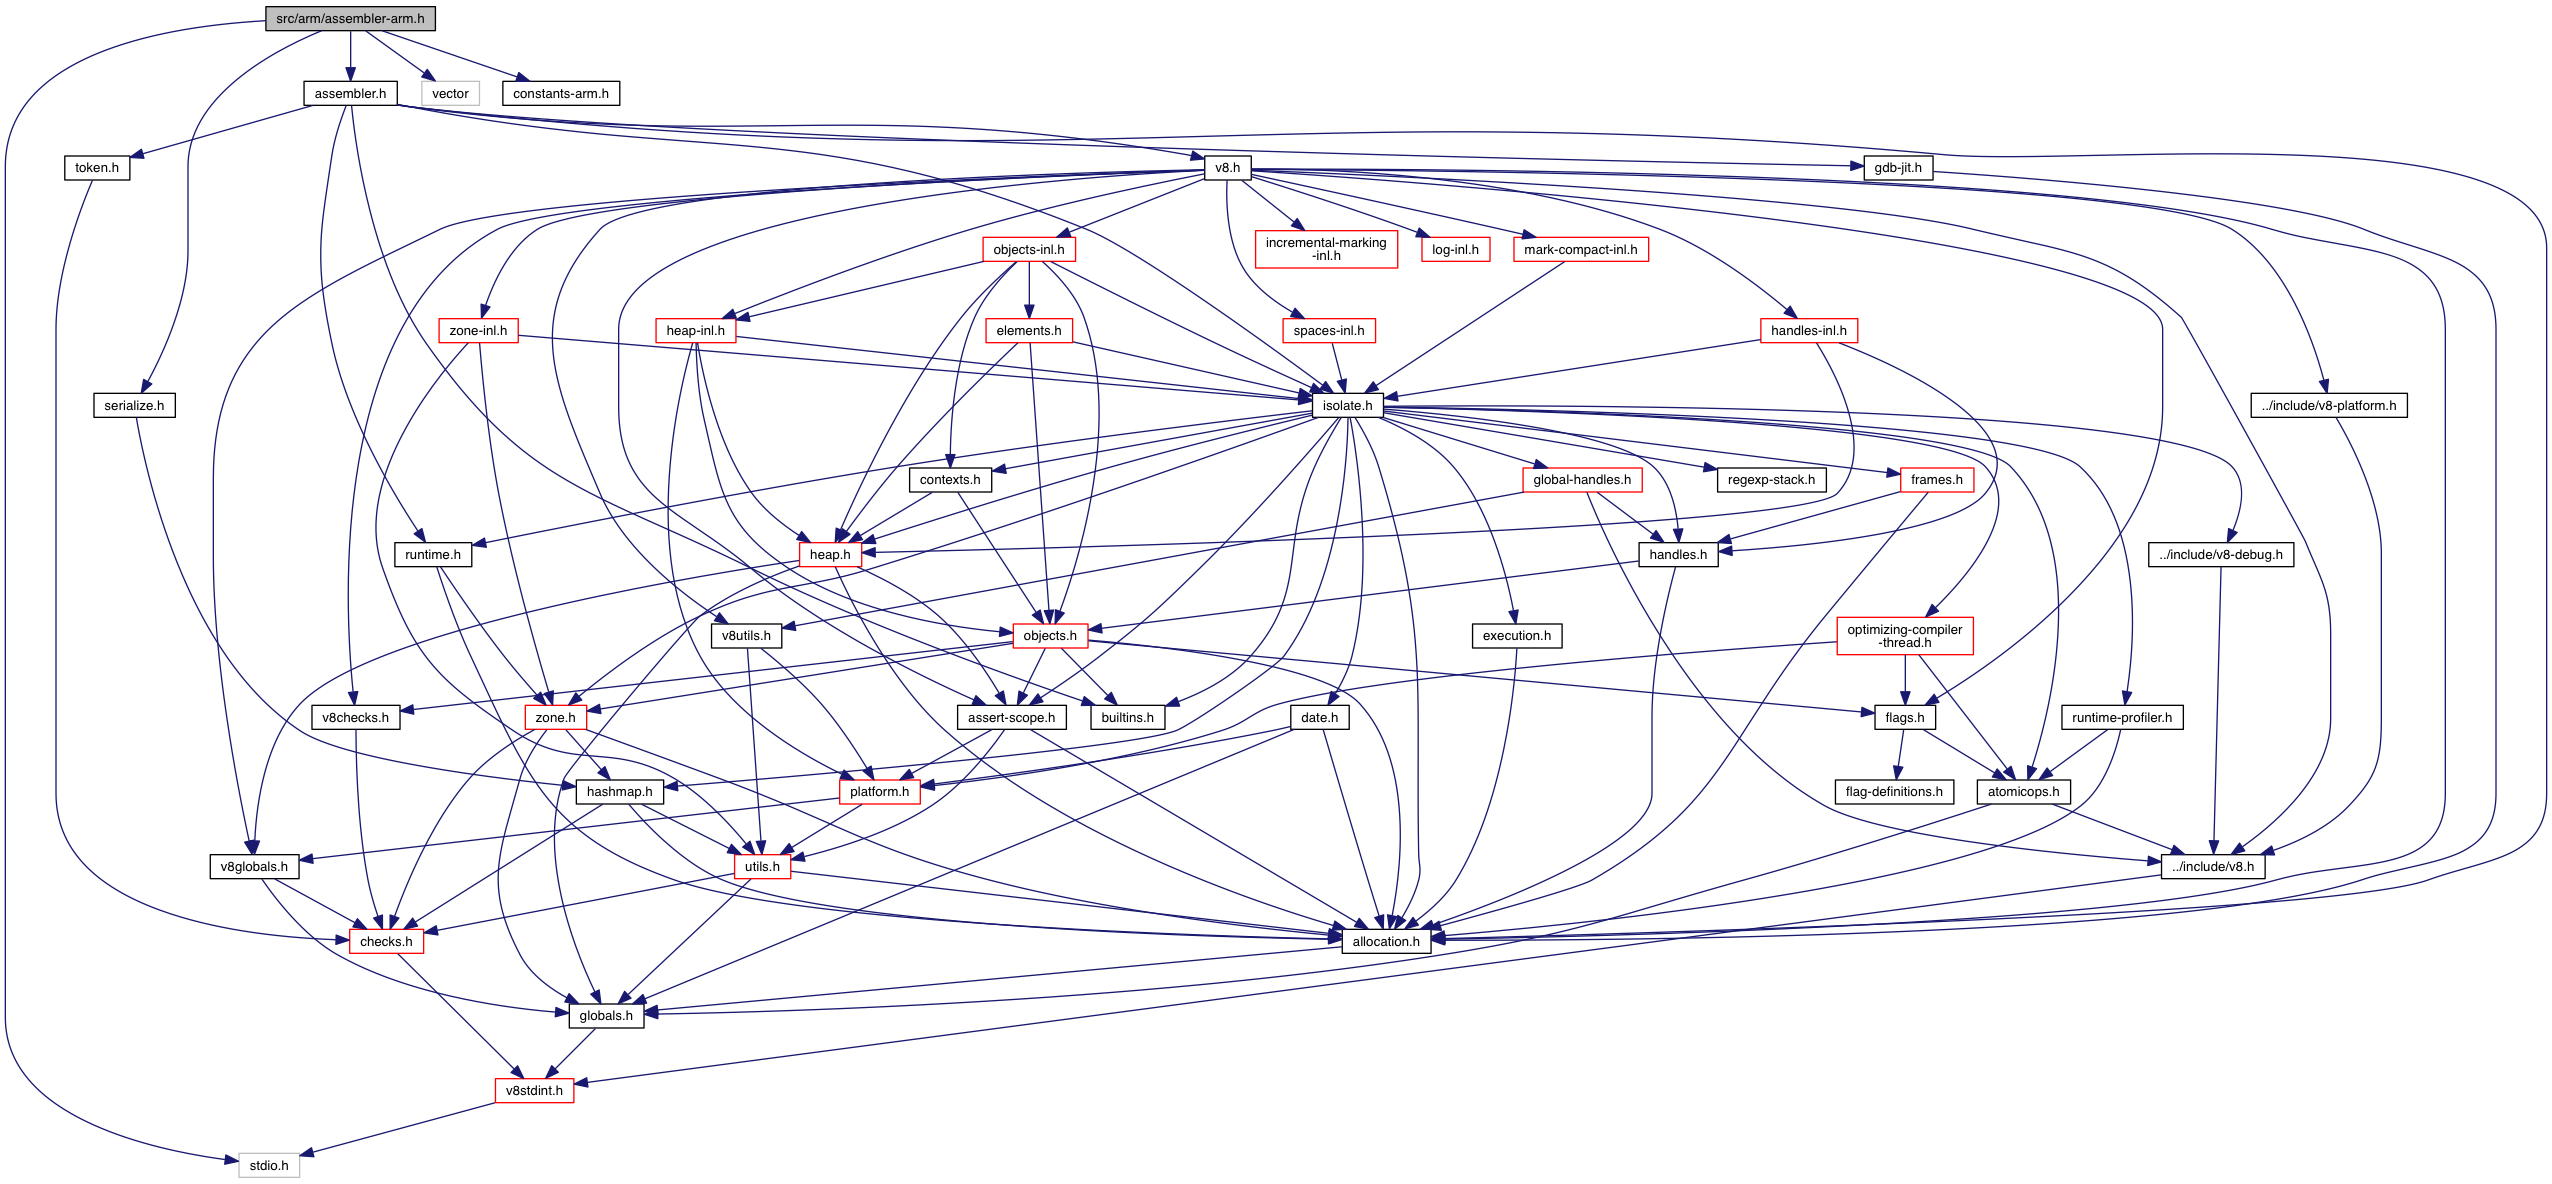 src/arm/assembler-arm.h
assembler.h
vector
constants-arm.h
token.h
v8.h
gdb-jit.h
objects-inl.h
incremental-marking
-inl.h
log-inl.h
mark-compact-inl.h
zone-inl.h
heap-inl.h
elements.h
spaces-inl.h
handles-inl.h
serialize.h
isolate.h
../include/v8-platform.h
contexts.h
global-handles.h
regexp-stack.h
frames.h
runtime.h
heap.h
handles.h
../include/v8-debug.h
v8utils.h
objects.h
execution.h
optimizing-compiler
-thread.h
v8checks.h
zone.h
assert-scope.h
builtins.h
date.h
flags.h
runtime-profiler.h
hashmap.h
platform.h
flag-definitions.h
atomicops.h
v8globals.h
utils.h
../include/v8.h
checks.h
allocation.h
globals.h
v8stdint.h
stdio.h